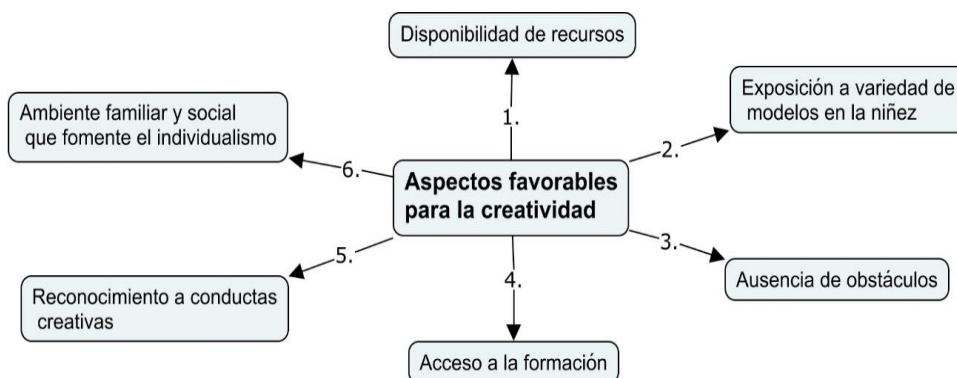 Aspectos favorables
para la creatividad
1.
Disponibilidad de recursos
2.
Exposición a variedad de
modelos en la niñez
3.
Ausencia de obstáculos
4.
Acceso a la formación
5.
Reconocimiento a conductas
creativas
6.
Ambiente familiar y social
que fomente el individualismo